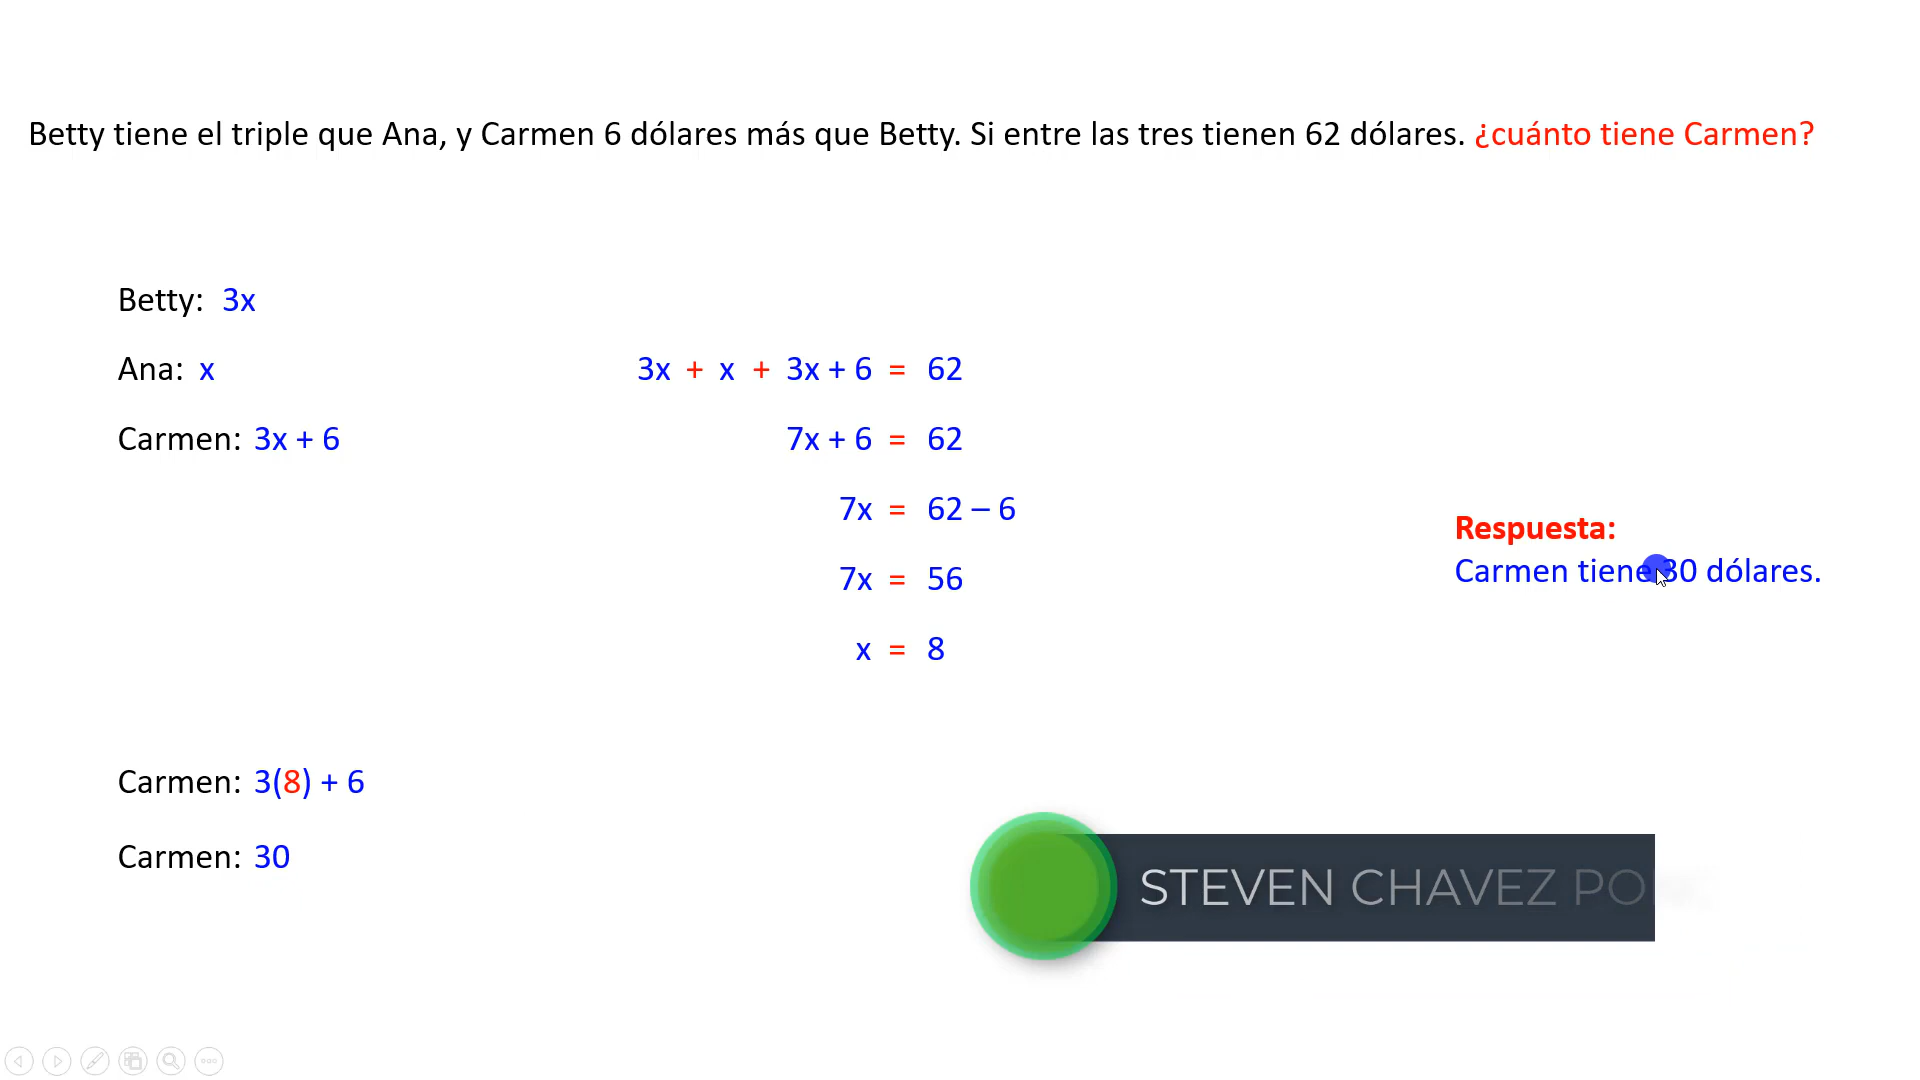 Betty tiene el triple que Ana, y Carmen 6 dólares más que Betty. Si entre las tres tienen 62 dólares. ¿cuánto tiene Carmen?
Betty: 3x
Ana: x
Carmen: 3x + 6
3x + x + 3x + 6 = 62
7x + 6 = 62
7x = 62 – 6
7x = 56
x = 8
Respuesta:
Carmen tiene 30 dólares.
Carmen: 3(8) + 6
Carmen: 30
STEVEN CHAVEZ